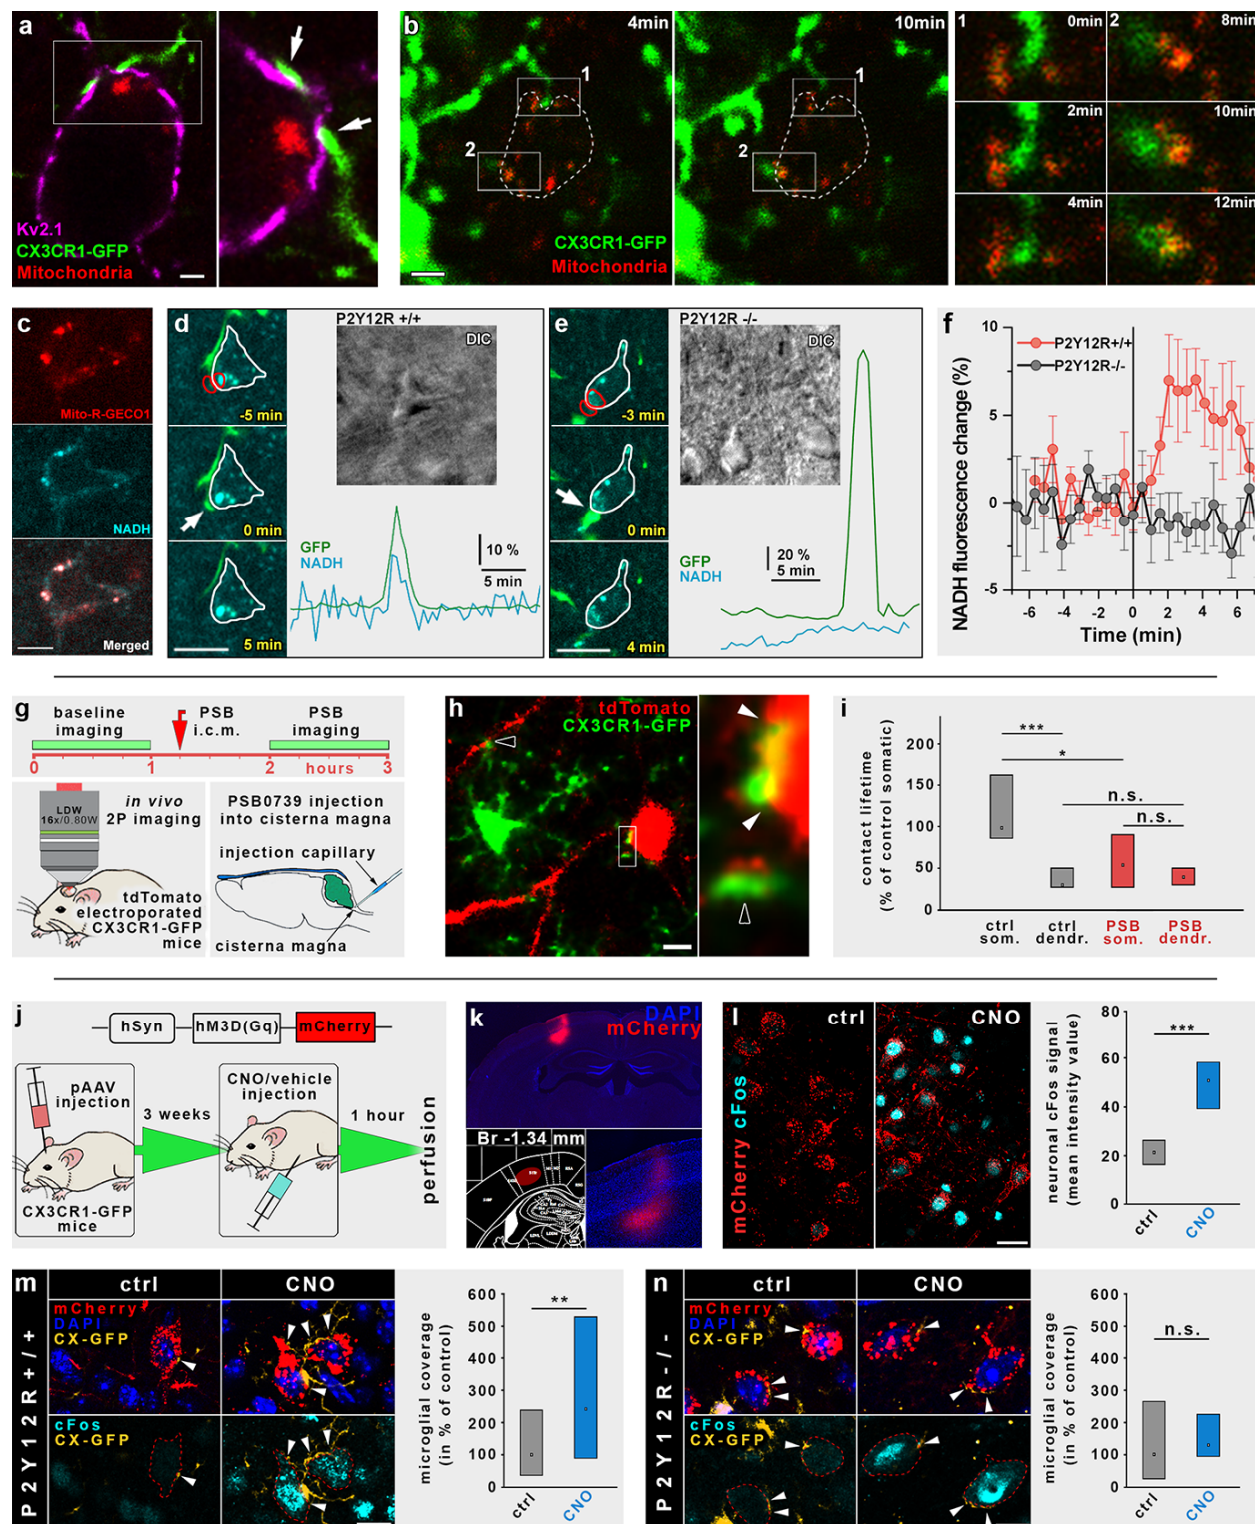 a
Kv2.1
CX3CR1-GFP
Mitochondria
b
4min
10min
1
2
1
2
CX3CR1-GFP
Mitochondria
1
0min
2
8min
2min
10min
4min
12min
c
Mito-R-GECO1
NADH
Merged
d
-5 min
0 min
5 min
P2Y12R +/+
DIC
GFP
NADH
10 %
5 min
e
-3 min
0 min
4 min
P2Y12R -/-
DIC
GFP
NADH
20 %
5 min
f
P2Y12R+/+
P2Y12R-/-
NADH fluorescence change (%)
10
5
0
-5
-6 -4 -2 0 2 4 6
Time (min)
g
baseline
imaging
PSB
i.c.m.
PSB
imaging
0 1 2 hours 3
LDW
16x/0.80W
in vivo
2P imaging
tdTomato
electroporated
CX3CR1-GFP
mice
PSB0739 injection
into cisterna magna
injection capillary
cisterna magna
h
tdTomato
CX3CR1-GFP
i
contact lifetime
(% of control somatic)
200
150
100
50
0
***
*
n.s.
n.s.
ctrl
som.
ctrl
dendr.
PSB
som.
PSB
dendr.
j
hSyn
hM3D(Gq)
mCherry
pAAV
injection
CX3CR1-GFP
mice
3 weeks
CNO/vehicle
injection
1 hour
perfusion
k
DAPI
mCherry
Br -1.34 mm
l
ctrl
CNO
mCherry cFos
neuronal cFos signal
(mean intensity value)
80
60
40
20
0
***
ctrl
CNO
m
ctrl
CNO
P2Y12R+/+
mCherry
DAPI
CX-GFP
cFos
CX-GFP
microglial coverage
(in % of control)
600
500
400
300
200
100
0
**
ctrl
CNO
n
ctrl
CNO
P2Y12R-/-
mCherry
DAPI
CX-GFP
cFos
CX-GFP
microglial coverage
(in % of control)
600
500
400
300
200
100
0
n.s.
ctrl
CNO